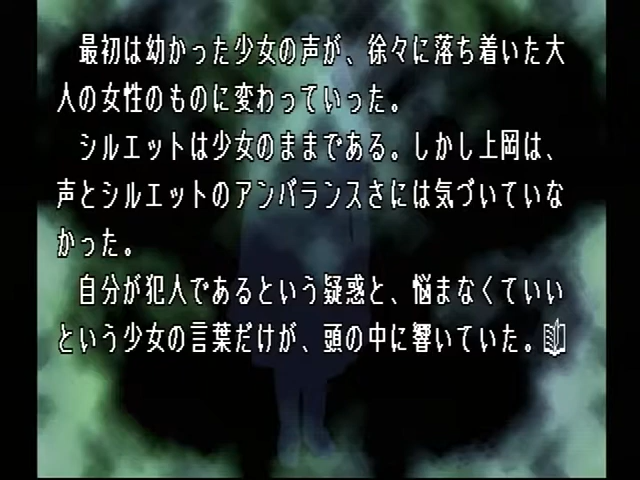 最初は幼かった少女の声が、徐々に落ち着いた大
人の女性のものに変わっていった。
シルエットは少女のままである。しかし上岡は、
声とシルエットのアンバランスさには気づいていな
かった。
自分が犯人であるという疑惑と、悩まなくていい
という少女の言葉だけが、頭の中に響いていた。